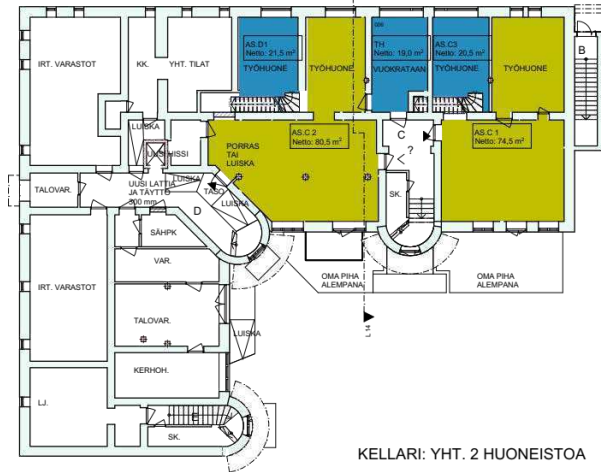 AS.D1
Netto: 21,5 m²
TYÖHUONE
TYÖHUONE
TH
Netto: 19,0 m²
VUOKRATAAN
AS.C3
Netto: 20,5 m²
TYÖHUONE
TYÖHUONE
B
IRT. VARASTOT
KK.
YHT. TILAT
LUISKA
UUSI HISSI
PORRAS
TAI
LUISKA
AS.C 2
Netto: 80,5 m²
C
?
AS.C 1
Netto: 74,5 m²
TALOVAR.
UUSI LATTIA
JA TÄYTTÖ
300 mm
LUISKA
TASO
LUISKA
D
SK.
SÄHPK
VAR.
IRT. VARASTOT
TALOVAR.
LUISKA
OMA PIHA
ALEMPANA
OMA PIHA
ALEMPANA
L 14
KERHOH.
LJ.
E
SK.
KELLARI: YHT. 2 HUONEISTOA